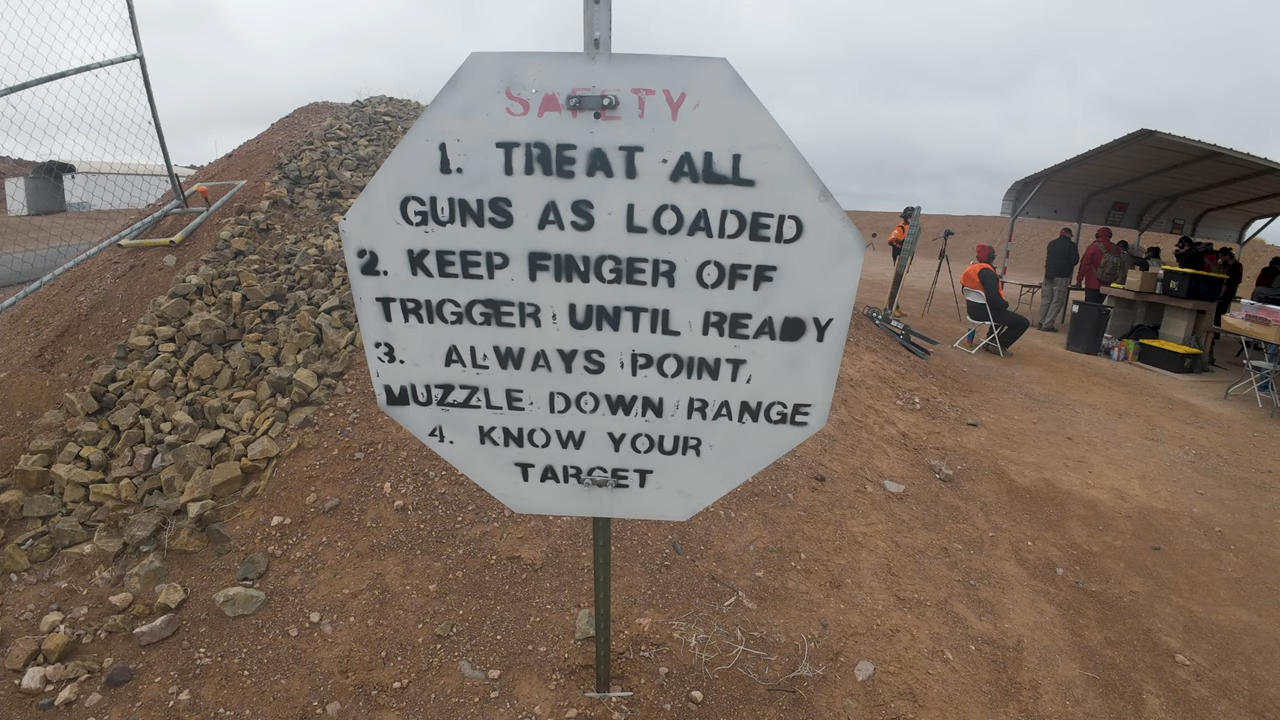 SAFETY
1. TREAT ALL
GUNS AS LOADED
2. KEEP FINGER OFF
TRIGGER UNTIL READY
3. ALWAYS POINT
MUZZLE DOWN RANGE
4. KNOW YOUR
TARGET